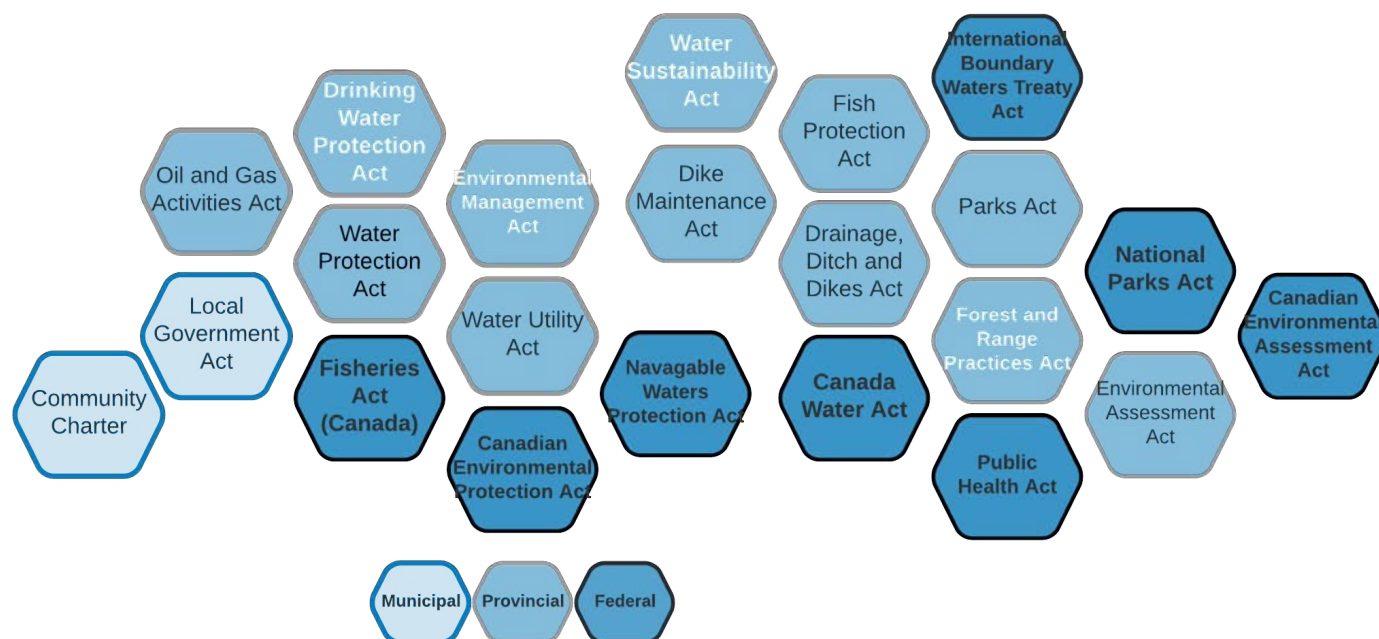 Water
Sustainability
Act
International
Boundary
Waters Treaty
Act
Drinking
Water
Protection
Act
Fish
Protection
Act
Oil and Gas
Activities Act
Environmental
Management
Act
Dike
Maintenance
Act
Parks Act
Water
Protection
Act
Drainage,
Ditch and
Dikes Act
National
Parks Act
Local
Government
Act
Water Utility
Act
Forest and
Range
Practices Act
Canadian
Environmental
Assessment
Act
Community
Charter
Fisheries
Act
(Canada)
Navagable
Waters
Protection Act
Canada
Water Act
Environmental
Assessment
Act
Canadian
Environmental
Protection Act
Public
Health Act
Municipal
Provincial
Federal